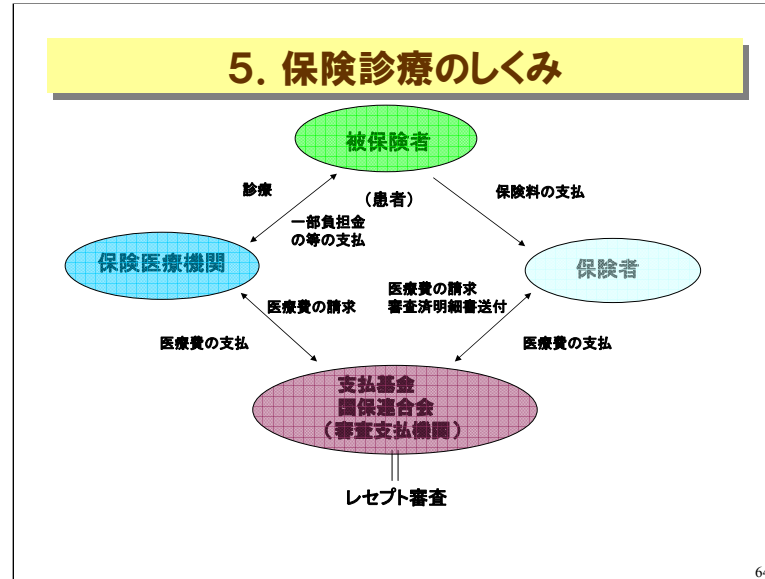 5. 保険診療のしくみ
被保険者
(患者)
診療
一部負担金
の等の支払
保険料の支払
保険医療機関
保険者
医療費の請求
医療費の支払
医療費の請求
審査済明細書送付
医療費の支払
支払基金
国保連合会
(審査支払機関)
レセプト審査
64